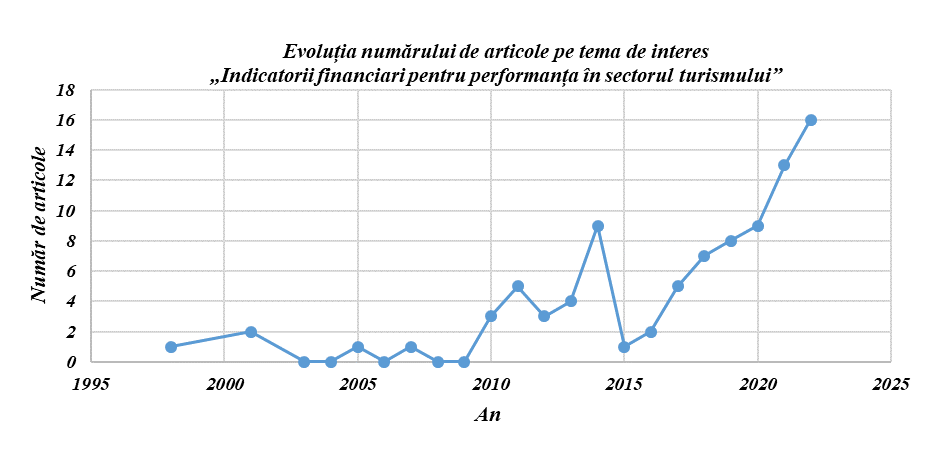 Evoluția numărului de articole pe tema de interes
„Indicatorii financiari pentru performanța în sectorul turismului”
18
16
14
12
10
8
6
4
2
0
Număr de articole
1995 2000 2005 2010 2015 2020 2025
An